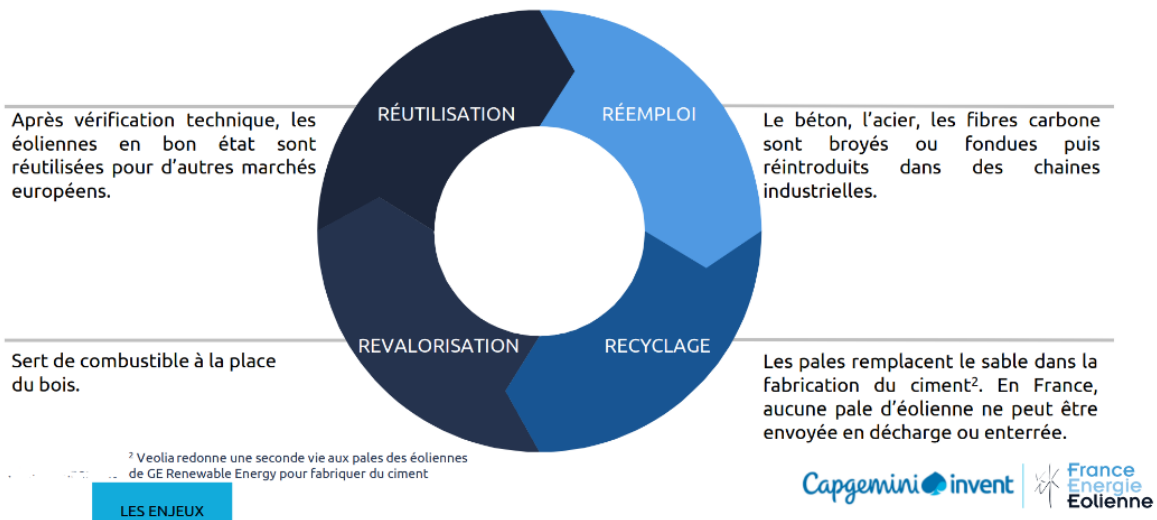 RÉUTILISATION
RÉEMPLOI
Après vérification technique, les
éoliennes en bon état sont
réutilisées pour d'autres marchés
européens.
Le béton, l'acier, les fibres carbone
sont broyés ou fondues puis
réintroduits dans des chaines
industrielles.
REVALORISATION
RECYCLAGE
Sert de combustible à la place
du bois.
Les pales remplacent le sable dans la
fabrication du ciment². En France,
aucune pale d'éolienne ne peut être
envoyée en décharge ou enterrée.
² Veolia redonne une seconde vie aux pales des éoliennes
de GE Renewable Energy pour fabriquer du ciment
Capgemini invent
France
Energie
Eolienne
LES ENJEUX